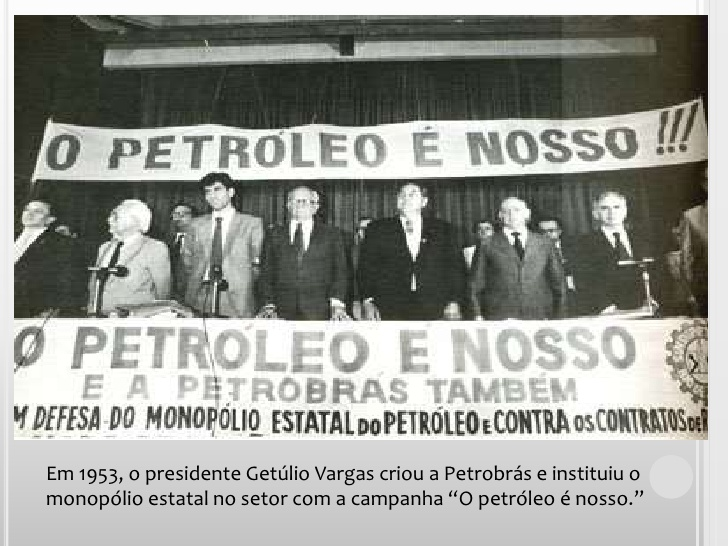 O PETRÓLEO É NOSSO!!!
O PETRÓLEO E NOSSO
E A PETROBRÁS TAMBÉM
M DEFESA DO MONOPÓLIO ESTATAL DO PETRÓLEO E CONTRA OS CONTRATOS DE
Em 1953, o presidente Getúlio Vargas criou a Petrobrás e instituiu o
monopólio estatal no setor com a campanha “O petróleo é nosso.”